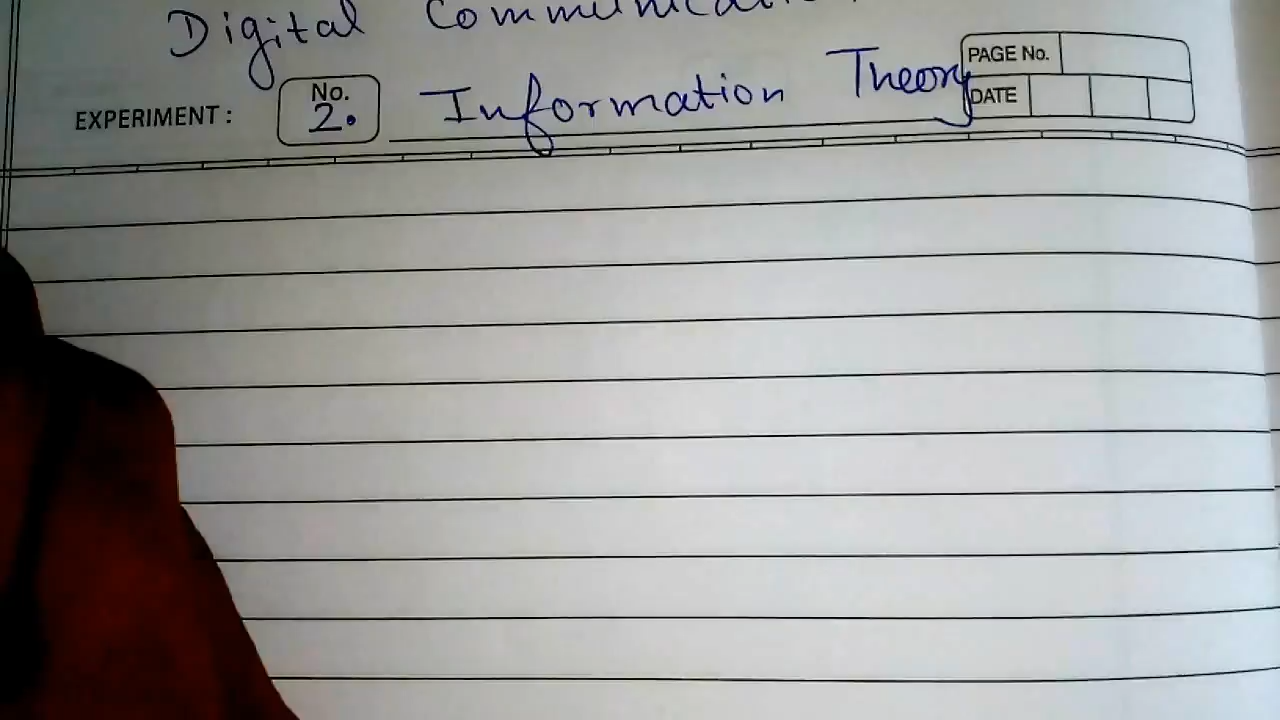 Digital
Information Theory
EXPERIMENT: No. 2.
PAGE No.
DATE